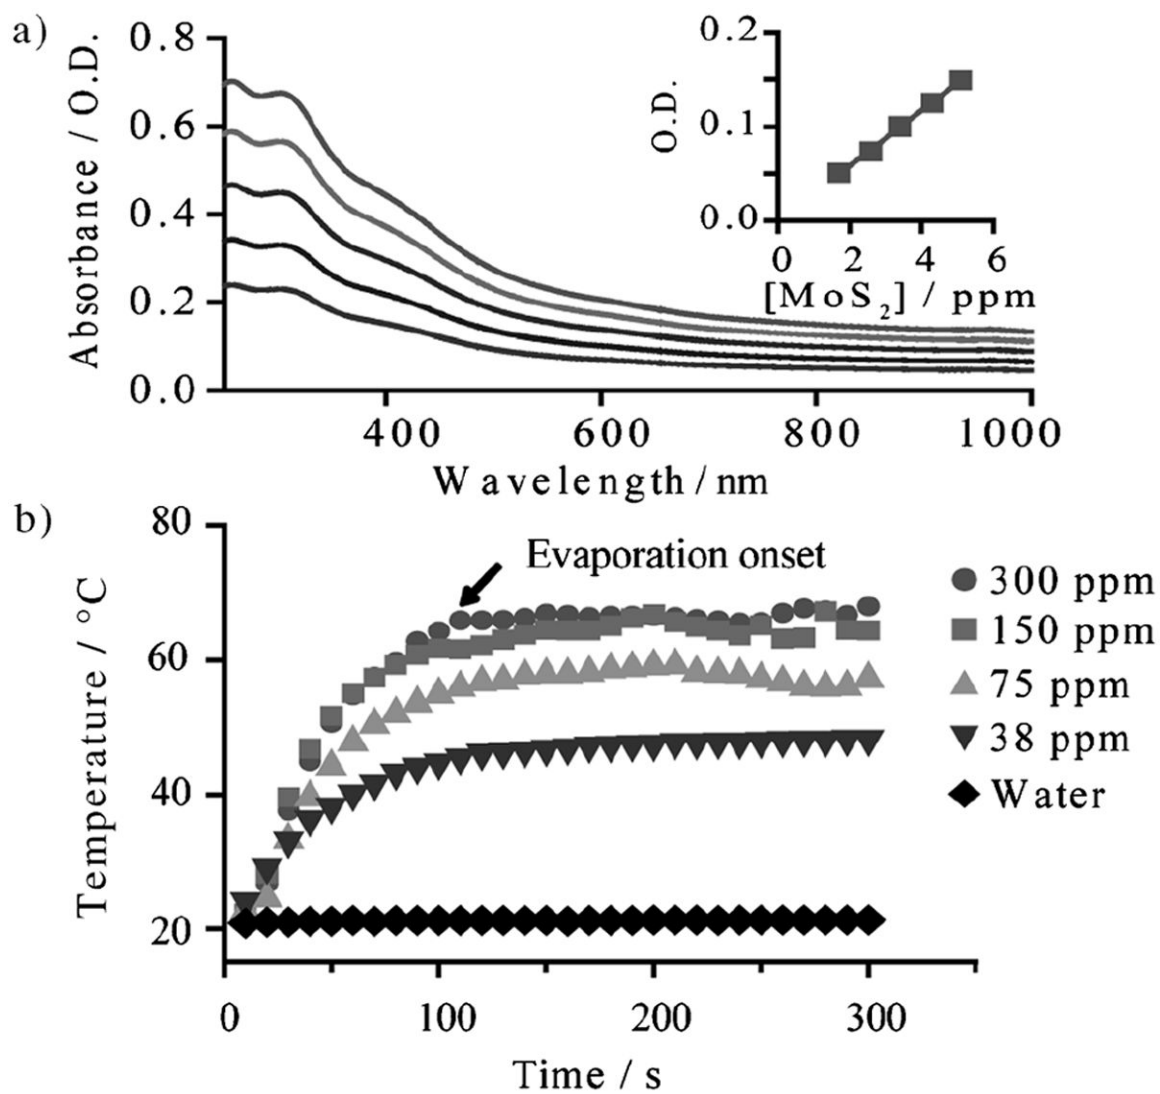 a)
Absorbance / O.D.
0.8
0.6
0.4
0.2
0.0
400 600 800 1000
Wavelength / nm
O.D.
0.2
0.1
0.0
0 2 4 6
[MoS₂] / ppm
b)
Temperature / °C
80
60
40
20
0 100 200 300
Time / s
Evaporation onset
300 ppm
150 ppm
75 ppm
38 ppm
Water